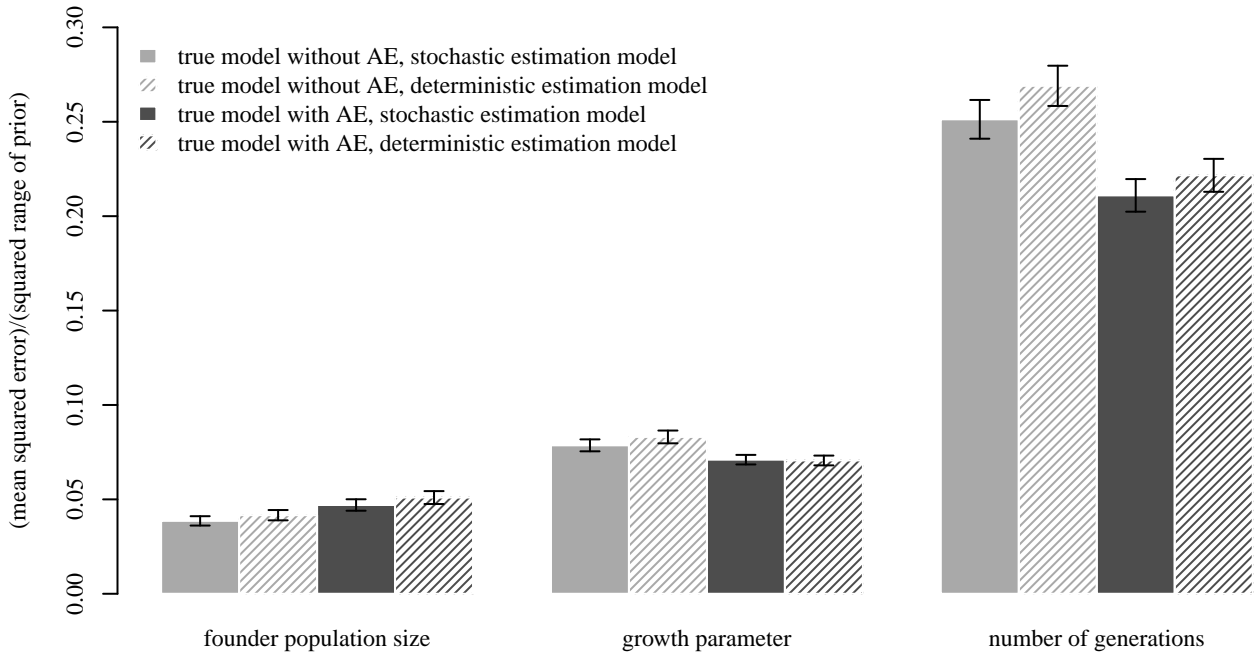 (mean squared error)/(squared range of prior)
0.30
0.25
0.20
0.15
0.10
0.05
0.00
true model without AE, stochastic estimation model
true model without AE, deterministic estimation model
true model with AE, stochastic estimation model
true model with AE, deterministic estimation model
founder population size
growth parameter
number of generations